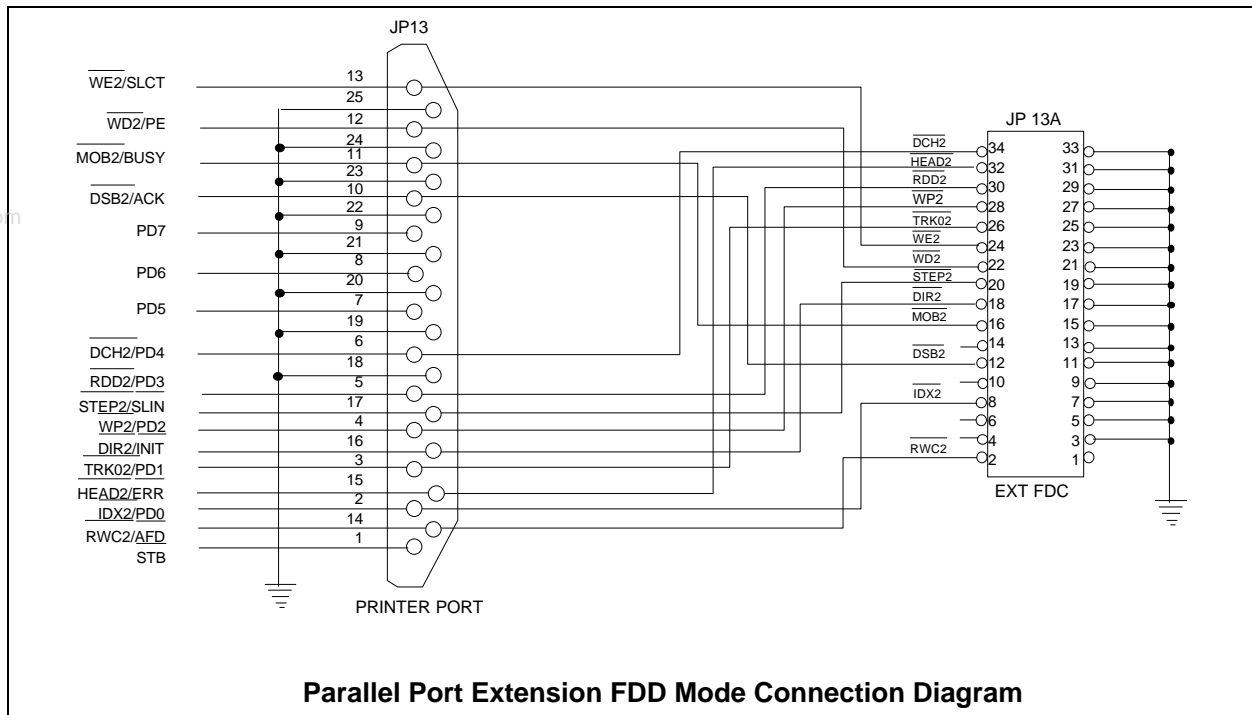 JP13
WE2/SLCT
WD2/PE
MOB2/BUSY
DSB2/ACK
PD7
PD6
PD5
DCH2/PD4
RDD2/PD3
STEP2/SLIN
WP2/PD2
DIR2/INIT
TRK02/PD1
HEAD2/ERR
IDX2/PD0
RWC2/AFD
STB
13
25
12
24
11
23
10
22
9
21
8
20
7
19
6
18
5
17
4
16
3
15
2
14
1
PRINTER PORT
JP 13A
DCH2 34 33
HEAD2 32 31
RDD2 30 29
WP2 28 27
TRK02 26 25
WE2 24 23
WD2 22 21
STEP2 20 19
DIR2 18 17
MOB2 16 15
14 13
DSB2 12 11
10 9
IDX2 8 7
6 5
4 3
RWC2 2 1
EXT FDC
Parallel Port Extension FDD Mode Connection Diagram
om